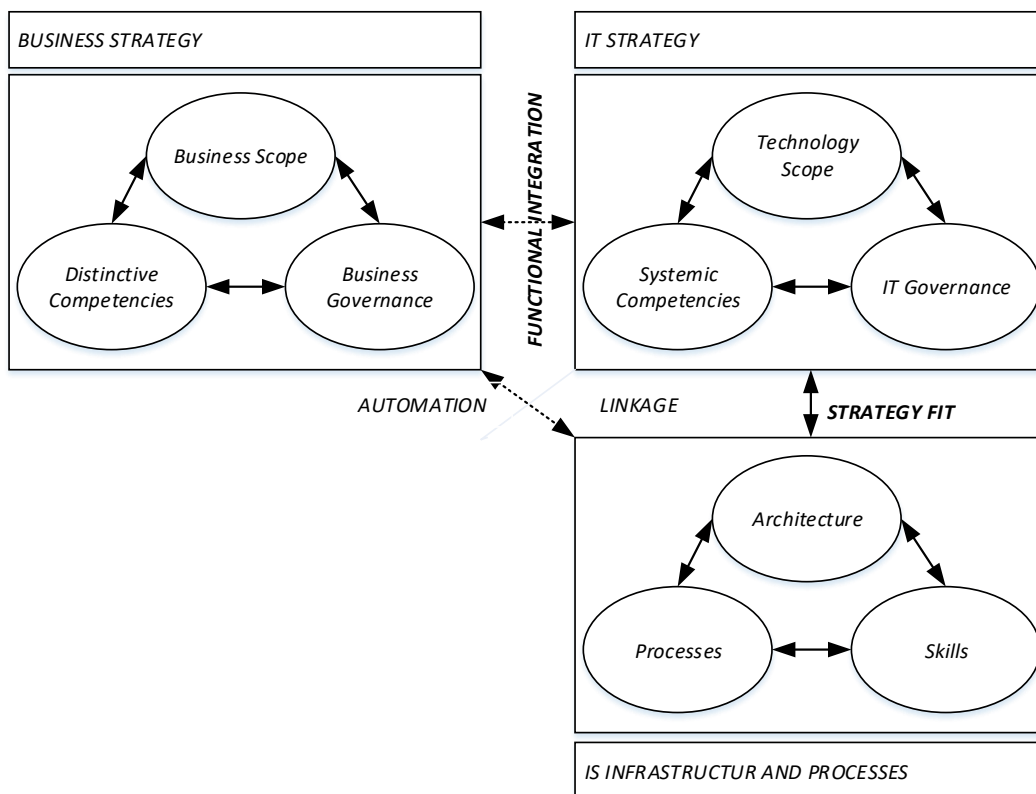 BUSINESS STRATEGY
IT STRATEGY
Business Scope
Distinctive
Competencies
Business
Governance
FUNCTIONAL INTEGRATION
Technology
Scope
Systemic
Competencies
IT Governance
AUTOMATION
LINKAGE
STRATEGY FIT
Architecture
Processes
Skills
IS INFRASTRUCTUR AND PROCESSES